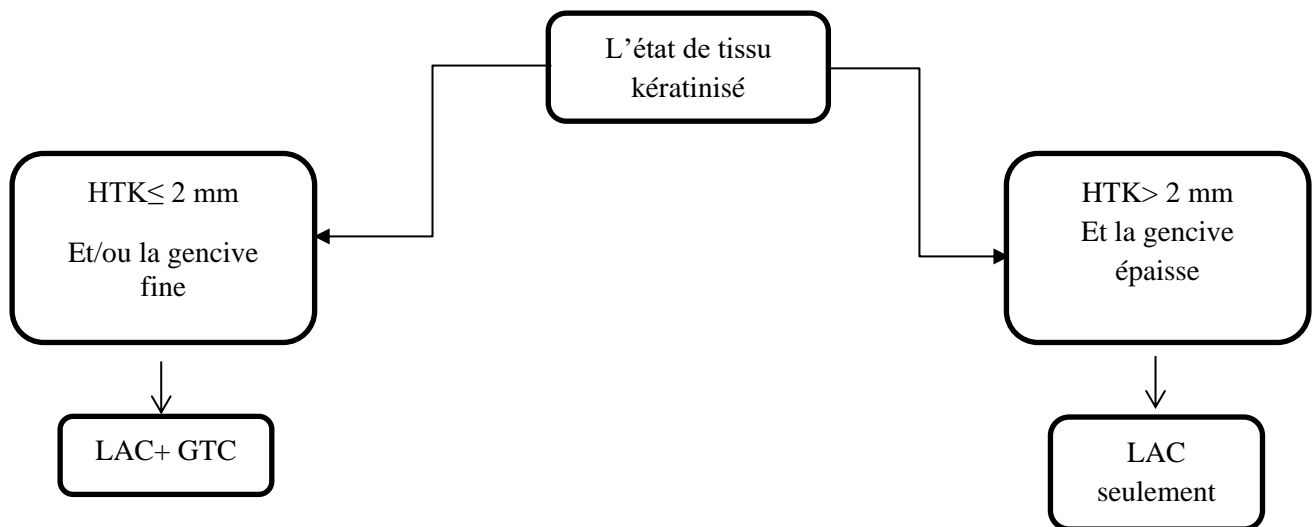 L’état de tissu
kératinisé
HTK≤ 2 mm
Et/ou la gencive
fine
HTK> 2 mm
Et la gencive
épaisse
LAC+ GTC
LAC
seulement